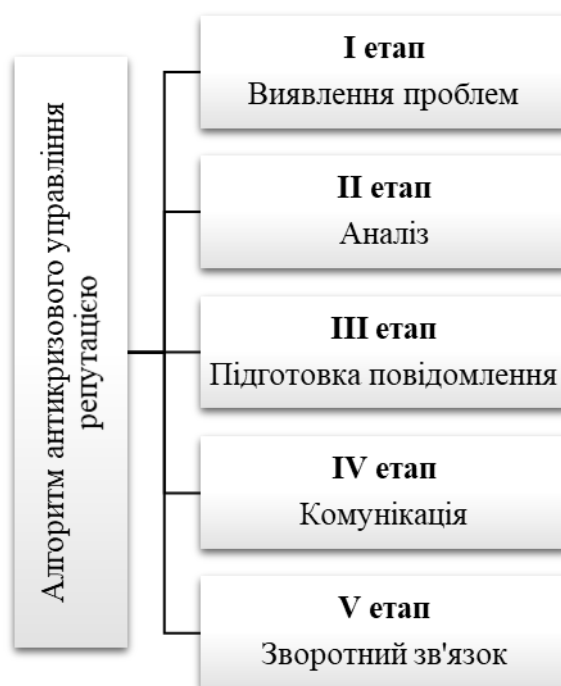 Алгоритм антикризового управління
репутацією
I етап
Виявлення проблем
II етап
Аналіз
III етап
Підготовка повідомлення
IV етап
Комунікація
V етап
Зворотний зв'язок